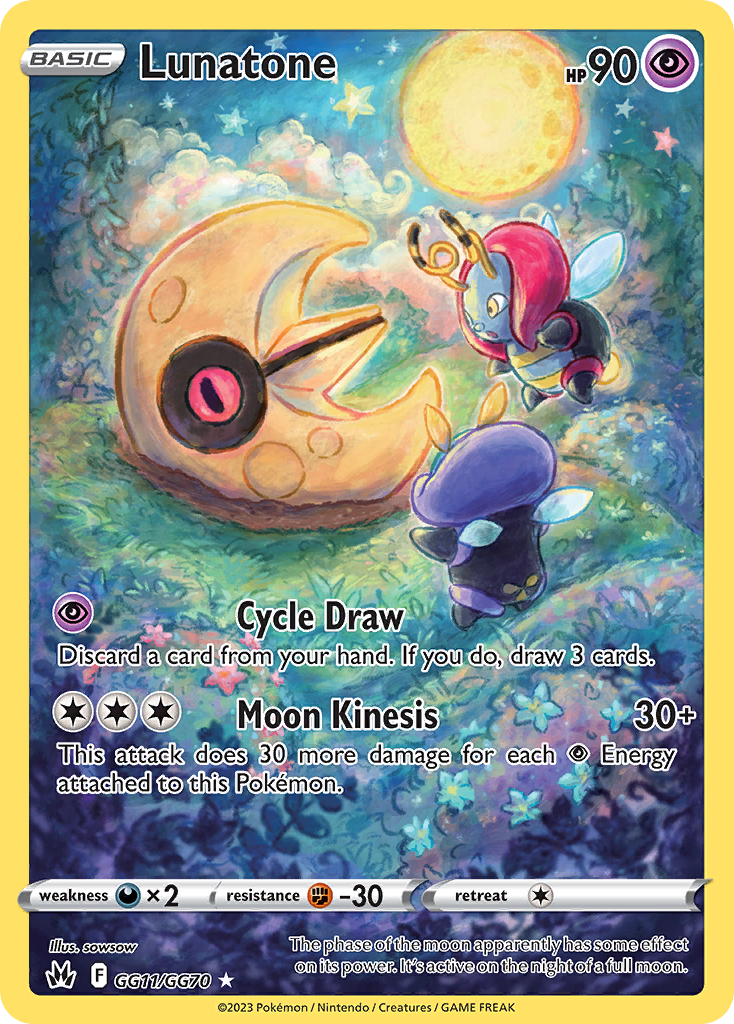 BASIC
Lunatone
HP 90
Cycle Draw
Discard a card from your hand. If you do, draw 3 cards.
Moon Kinesis 30+
This attack does 30 more damage for each Energy
attached to this Pokémon.
weakness ×2 resistance -30 retreat
Illus. sowsow
The phase of the moon apparently has some effect
on its power. It's active on the night of a full moon.
F GG11/GG70
©2023 Pokémon / Nintendo / Creatures / GAME FREAK